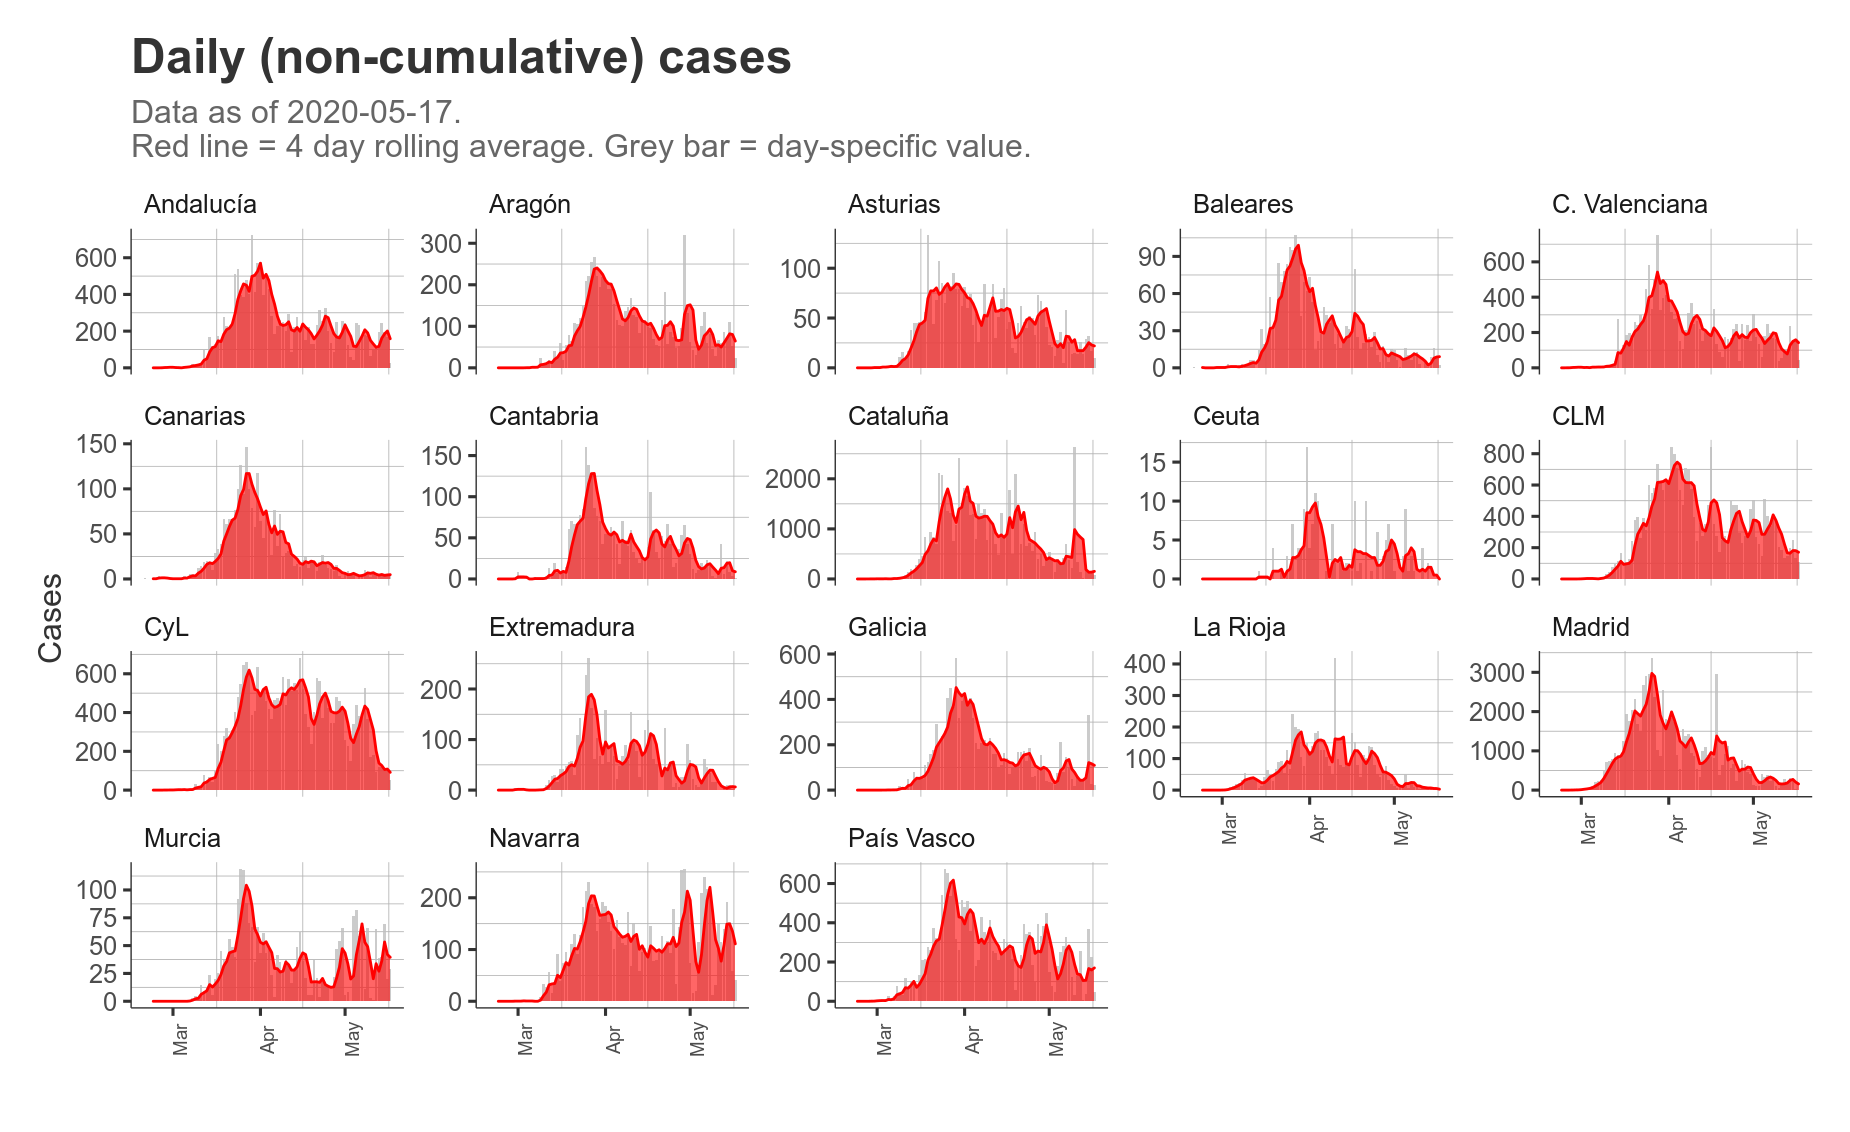 Daily (non-cumulative) cases
Data as of 2020-05-17.
Red line = 4 day rolling average. Grey bar = day-specific value.
Cases
Andalucía
600
400
200
0
Aragón
300
200
100
0
Asturias
100
50
0
Baleares
90
60
30
0
C. Valenciana
600
400
200
0
Canarias
150
100
50
0
Cantabria
150
100
50
0
Cataluña
2000
1000
0
Ceuta
15
10
5
0
CLM
800
600
400
200
0
CyL
600
400
200
0
Extremadura
200
100
0
Galicia
600
400
200
0
La Rioja
400
300
200
100
0
Mar Apr May
Madrid
3000
2000
1000
0
Mar Apr May
Murcia
100
75
50
25
0
Mar Apr May
Navarra
200
100
0
Mar Apr May
País Vasco
600
400
200
0
Mar Apr May